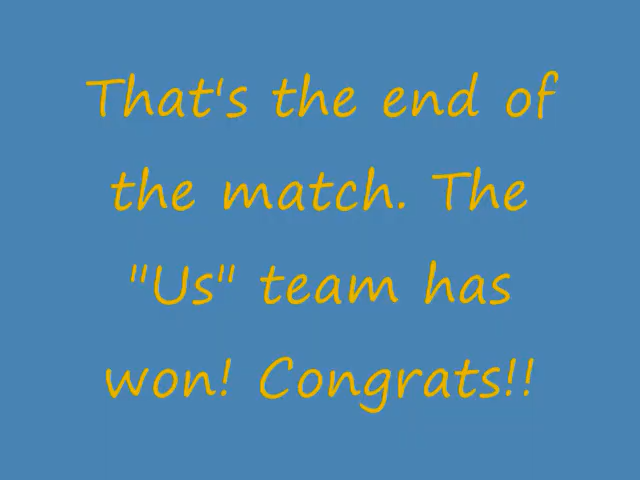 That's the end of
the match. The
"Us" team has
won! Congrats!!